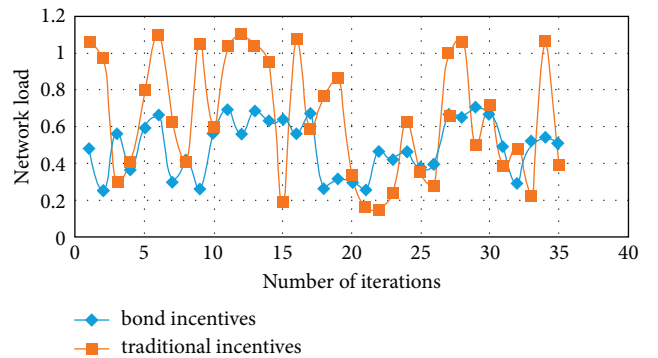 Network load
1.2
1
0.8
0.6
0.4
0.2
0
0 5 10 15 20 25 30 35 40
Number of iterations
bond incentives
traditional incentives